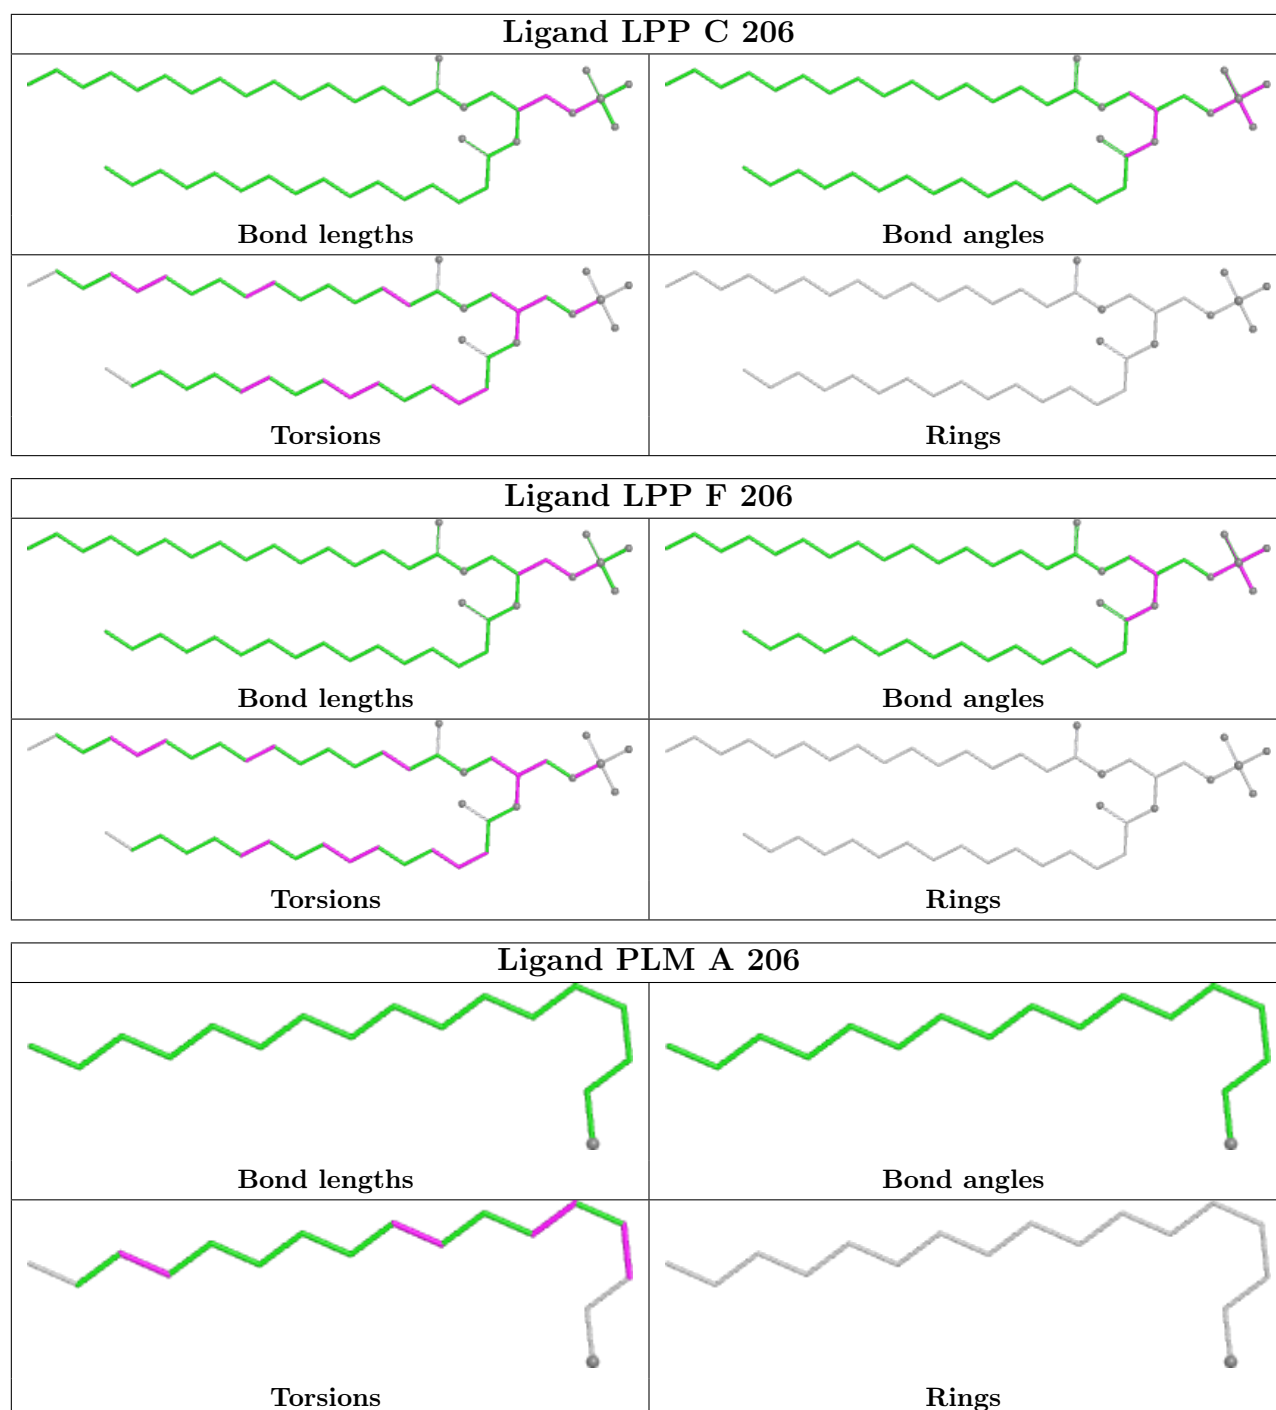 Ligand LPP C 206
Bond lengths
Bond angles
Torsions
Rings
Ligand LPP F 206
Bond lengths
Bond angles
Torsions
Rings
Ligand PLM A 206
Bond lengths
Bond angles
Torsions
Rings